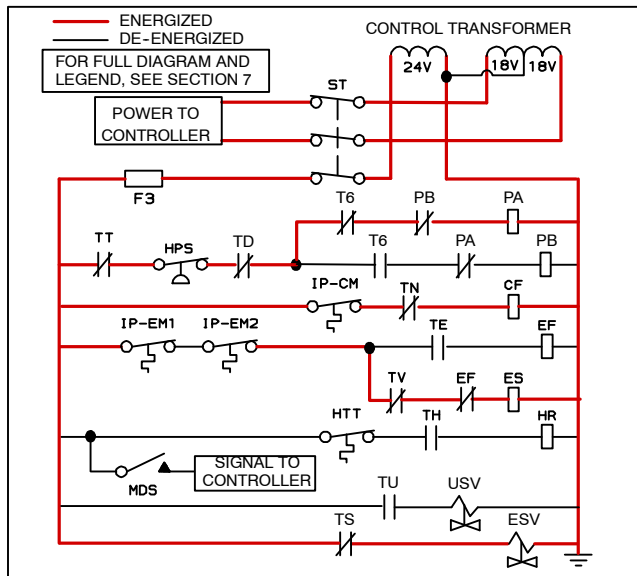 ENERGIZED
DE-ENERGIZED
CONTROL TRANSFORMER
FOR FULL DIAGRAM AND
LEGEND, SEE SECTION 7
24V
18V
18V
ST
POWER TO
CONTROLLER
F3
T6
PB
PA
TT
HPS
TD
T6
PA
PB
IP-CM
TN
CF
IP-EM1
IP-EM2
TE
EF
TV
EF
ES
HTT
TH
HR
SIGNAL TO
CONTROLLER
MDS
TU
USV
TS
ESV